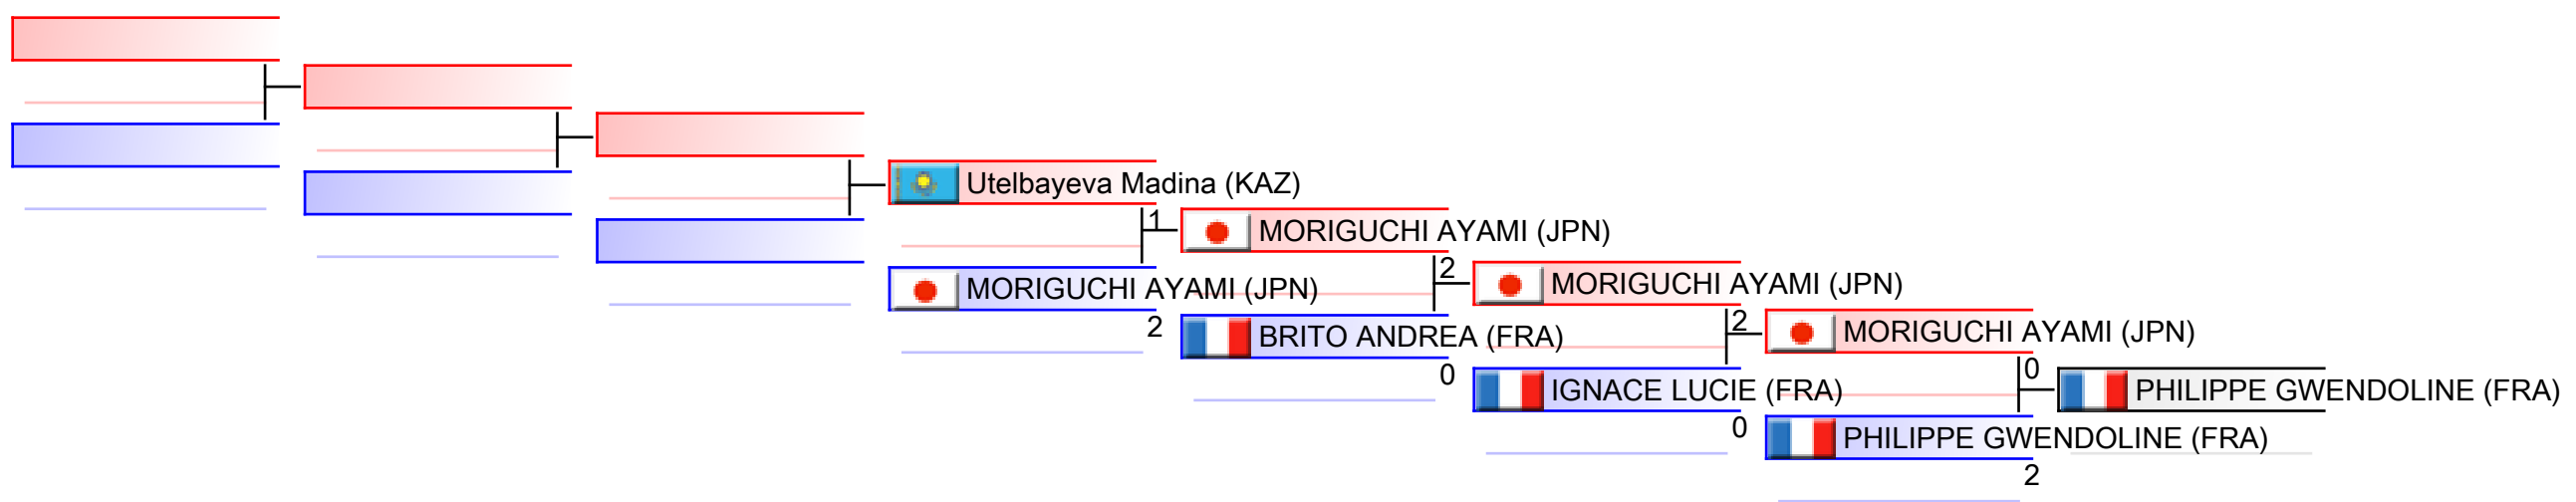 Utelbayeva Madina (KAZ)
1
MORIGUCHI AYAMI (JPN)
2
MORIGUCHI AYAMI (JPN)
2
MORIGUCHI AYAMI (JPN)
2
BRITO ANDREA (FRA)
0
MORIGUCHI AYAMI (JPN)
0
IGNACE LUCIE (FRA)
0
PHILIPPE GWENDOLINE (FRA)
PHILIPPE GWENDOLINE (FRA)
2